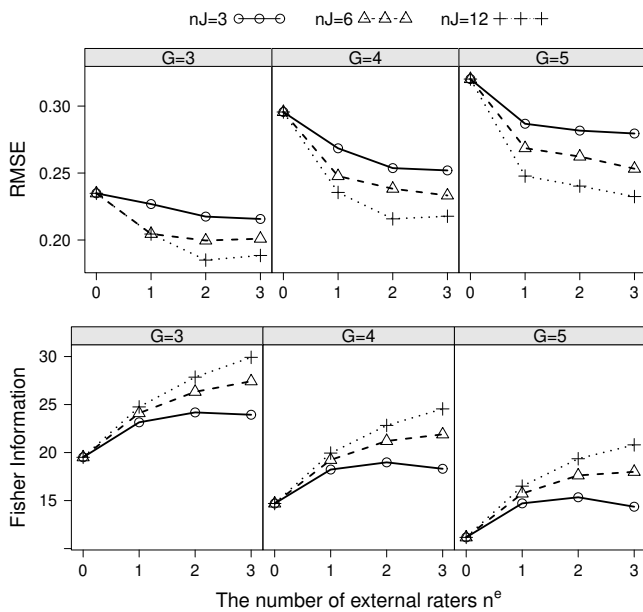 nJ=3 nJ=6 nJ=12
G=3 G=4 G=5
RMSE
0.30
0.25
0.20
0 1 2 3 0 1 2 3 0 1 2 3
G=3 G=4 G=5
Fisher Information
30
25
20
15
0 1 2 3 0 1 2 3 0 1 2 3
The number of external raters nᵉ